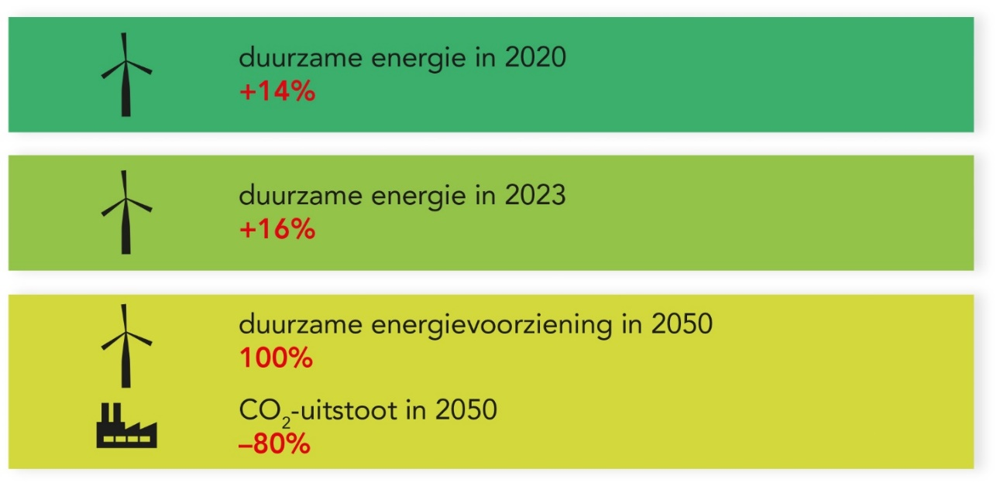 duurzame energie in 2020
+14%
duurzame energie in 2023
+16%
duurzame energievoorziening in 2050
100%
CO₂-uitstoot in 2050
–80%